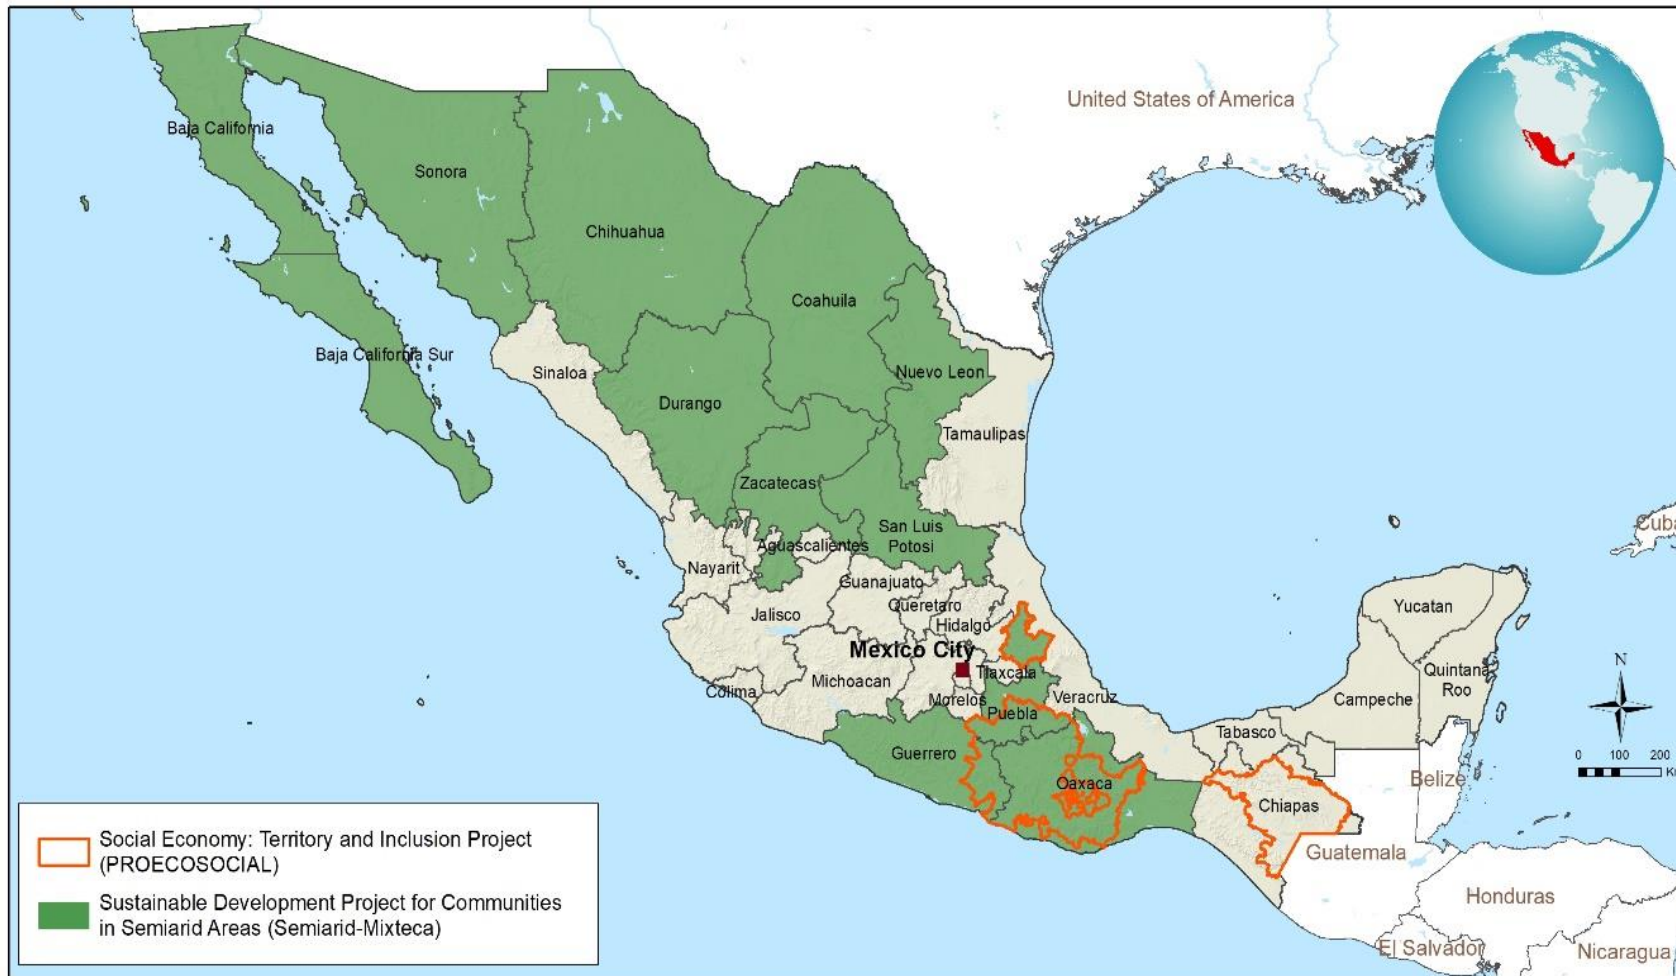 United States of America
Baja California
Sonora
Chihuahua
Coahuila
Baja California Sur
Sinaloa
Nuevo Leon
Durango
Tamaulipas
Zacatecas
San Luis
Potosi
Cuba
Aguascalientes
Nayarit
Guanajuato
Jalisco
Queretaro
Hidalgo
Yucatan
Mexico City
Tlaxcala
Michoacan
Colima
Morelos
Puebla
Veracruz
Campeche
Quintana
Roo
N
Tabasco
Guerrero
Oaxaca
Chiapas
Belize
0 100 200 Km
Guatemala
Honduras
El Salvador
Nicaragua
Social Economy: Territory and Inclusion Project
(PROECOSOCIAL)
Sustainable Development Project for Communities
in Semiarid Areas (Semiarid-Mixteca)